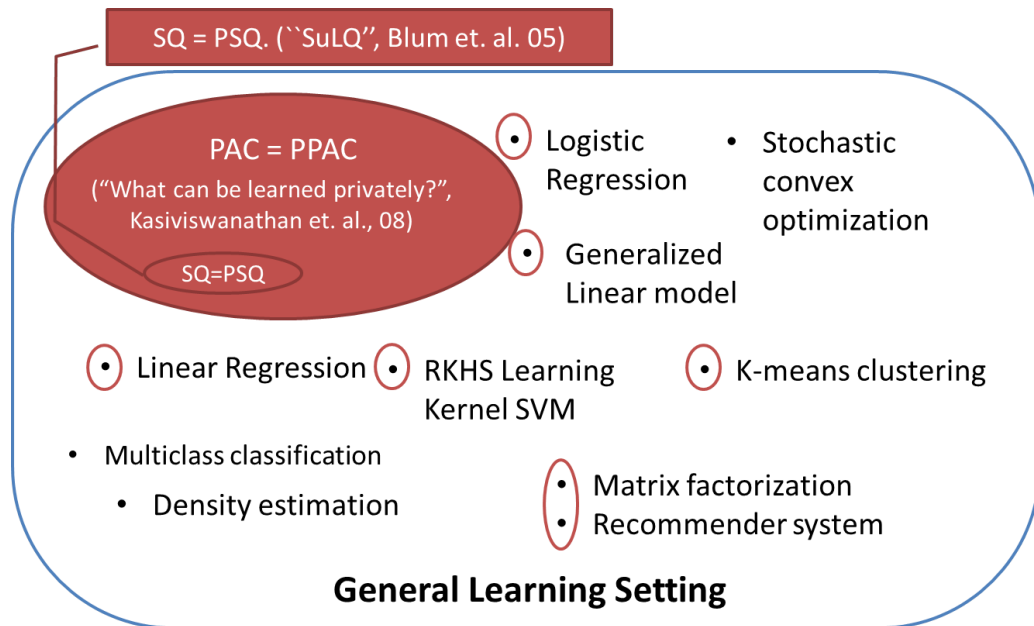 SQ = PSQ. (``SuLQ'', Blum et. al. 05)
PAC = PPAC
("What can be learned privately?",
Kasiviswanathan et. al., 08)
SQ=PSQ
• Logistic
Regression
• Stochastic
convex
optimization
• Generalized
Linear model
• Linear Regression
• RKHS Learning
Kernel SVM
• K-means clustering
• Multiclass classification
• Density estimation
• Matrix factorization
• Recommender system
General Learning Setting